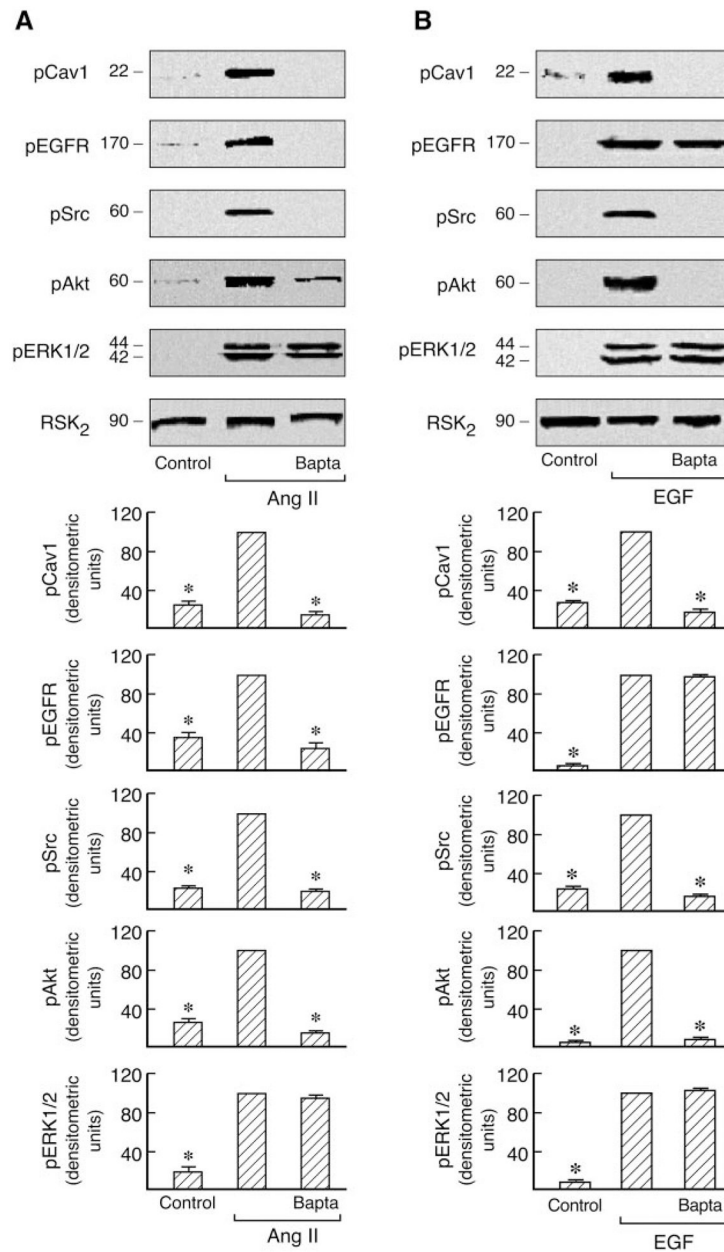 A
pCav1 22 –
pEGFR 170 –
pSrc 60 –
pAkt 60 –
pERK1/2 44 –
42 –
RSK2 90 –
Control Bapta
Ang II
B
pCav1 22 –
pEGFR 170 –
pSrc 60 –
pAkt 60 –
pERK1/2 44 –
42 –
RSK2 90 –
Control Bapta
EGF
pCav1
(densitometric
units)
120
80
40
* *
pEGFR
(densitometric
units)
120
80
40
* *
pSrc
(densitometric
units)
120
80
40
* *
pAkt
(densitometric
units)
120
80
40
* *
pERK1/2
(densitometric
units)
120
80
40
*
Control Bapta
Ang II
pCav1
(densitometric
units)
120
80
40
* *
pEGFR
(densitometric
units)
120
80
40
*
pSrc
(densitometric
units)
120
80
40
* *
pAkt
(densitometric
units)
120
80
40
* *
pERK1/2
(densitometric
units)
120
80
40
*
Control Bapta
EGF